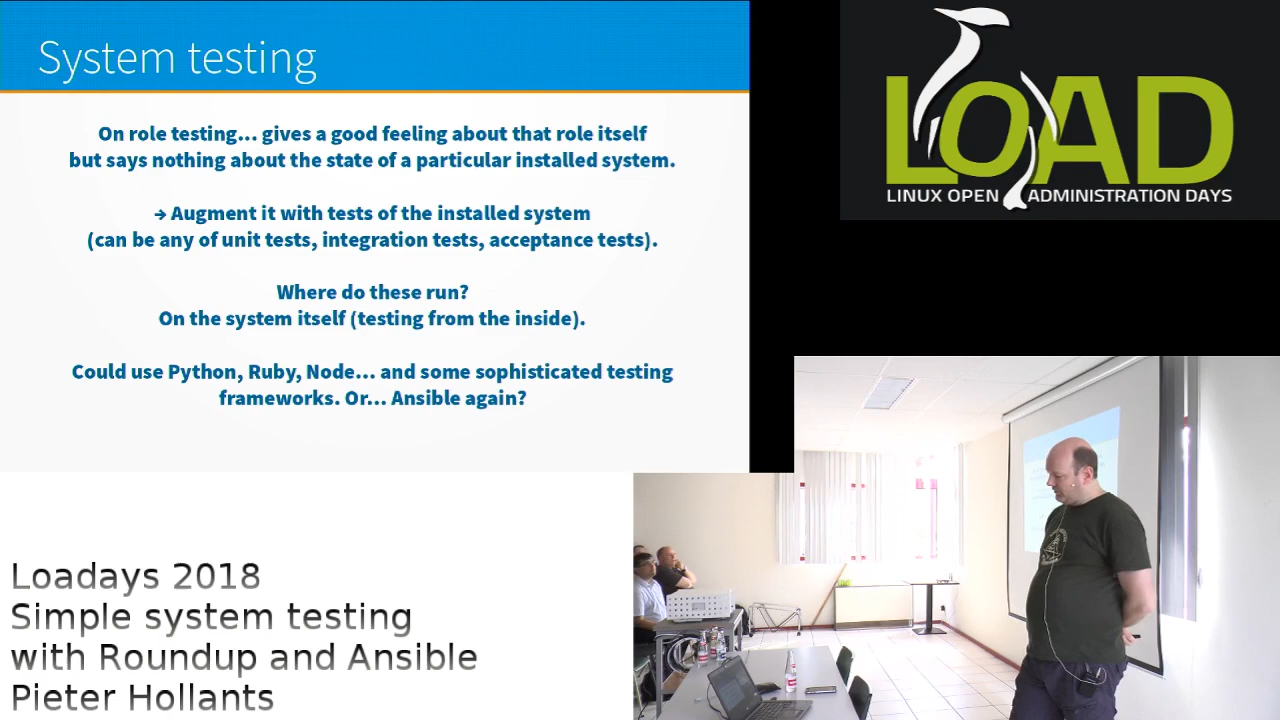 System testing
On role testing... gives a good feeling about that role itself
but says nothing about the state of a particular installed system.
→ Augment it with tests of the installed system
(can be any of unit tests, integration tests, acceptance tests).
Where do these run?
On the system itself (testing from the inside).
Could use Python, Ruby, Node... and some sophisticated testing
frameworks. Or... Ansible again?
LOAD
LINUX OPEN ADMINISTRATION DAYS
Loadays 2018
Simple system testing
with Roundup and Ansible
Pieter Hollants